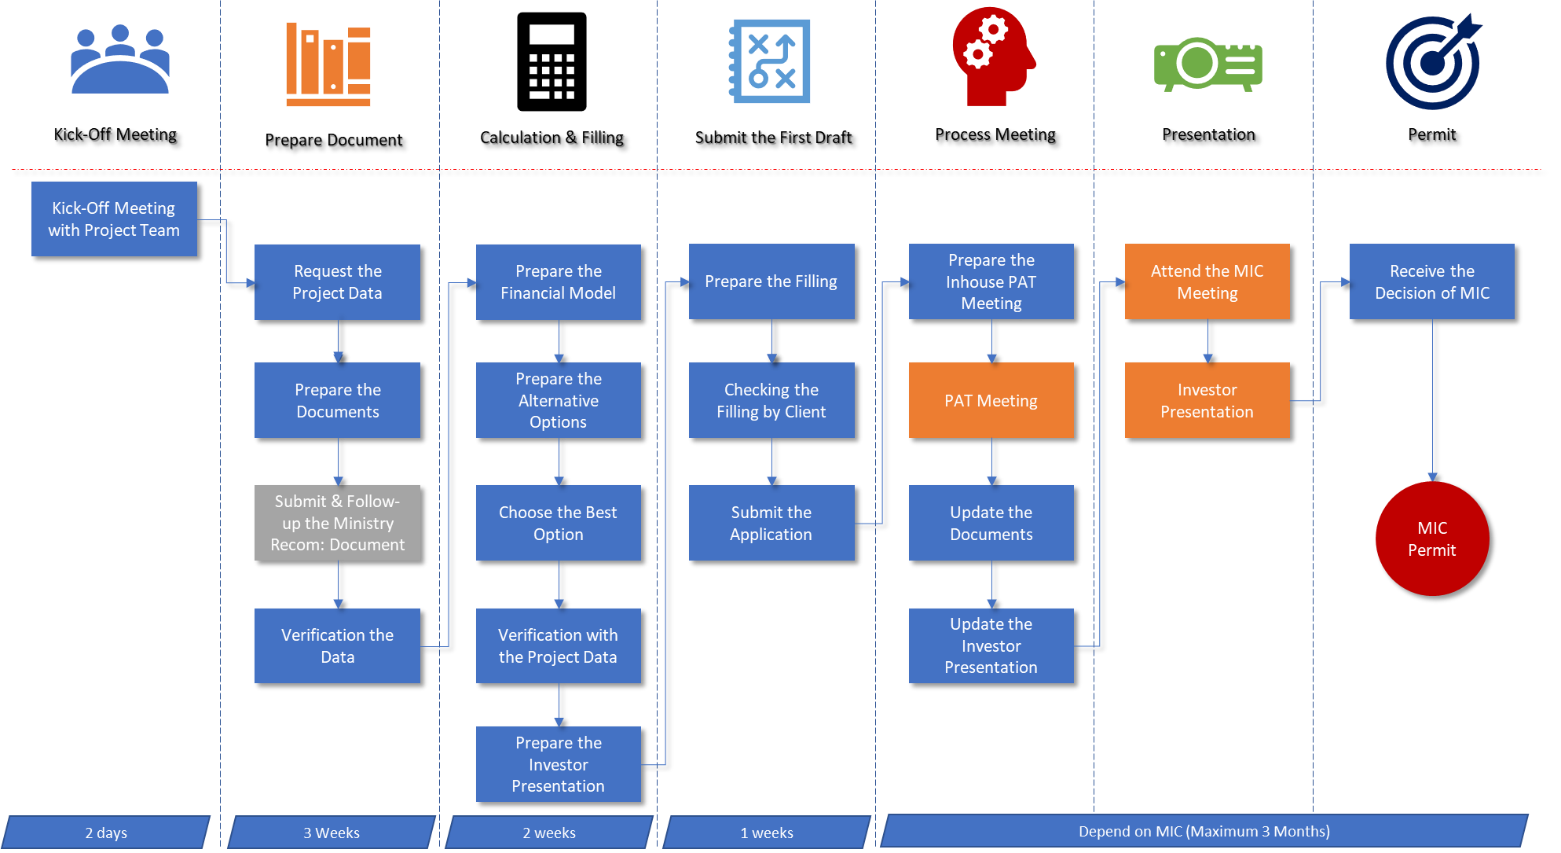 Kick-Off Meeting
Prepare Document
Calculation & Filling
Submit the First Draft
Process Meeting
Presentation
Permit
Kick-Off Meeting
with Project Team
Request the
Project Data
Prepare the
Documents
Submit & Follow-
up the Ministry
Recom: Document
Verification the
Data
Prepare the
Financial Model
Prepare the
Alternative
Options
Choose the Best
Option
Verification with
the Project Data
Prepare the
Investor
Presentation
Prepare the Filling
Checking the
Filling by Client
Submit the
Application
Prepare the
Inhouse PAT
Meeting
PAT Meeting
Update the
Documents
Update the
Investor
Presentation
Attend the MIC
Meeting
Investor
Presentation
Receive the
Decision of MIC
MIC
Permit
2 days
3 Weeks
2 weeks
1 weeks
Depend on MIC (Maximum 3 Months)